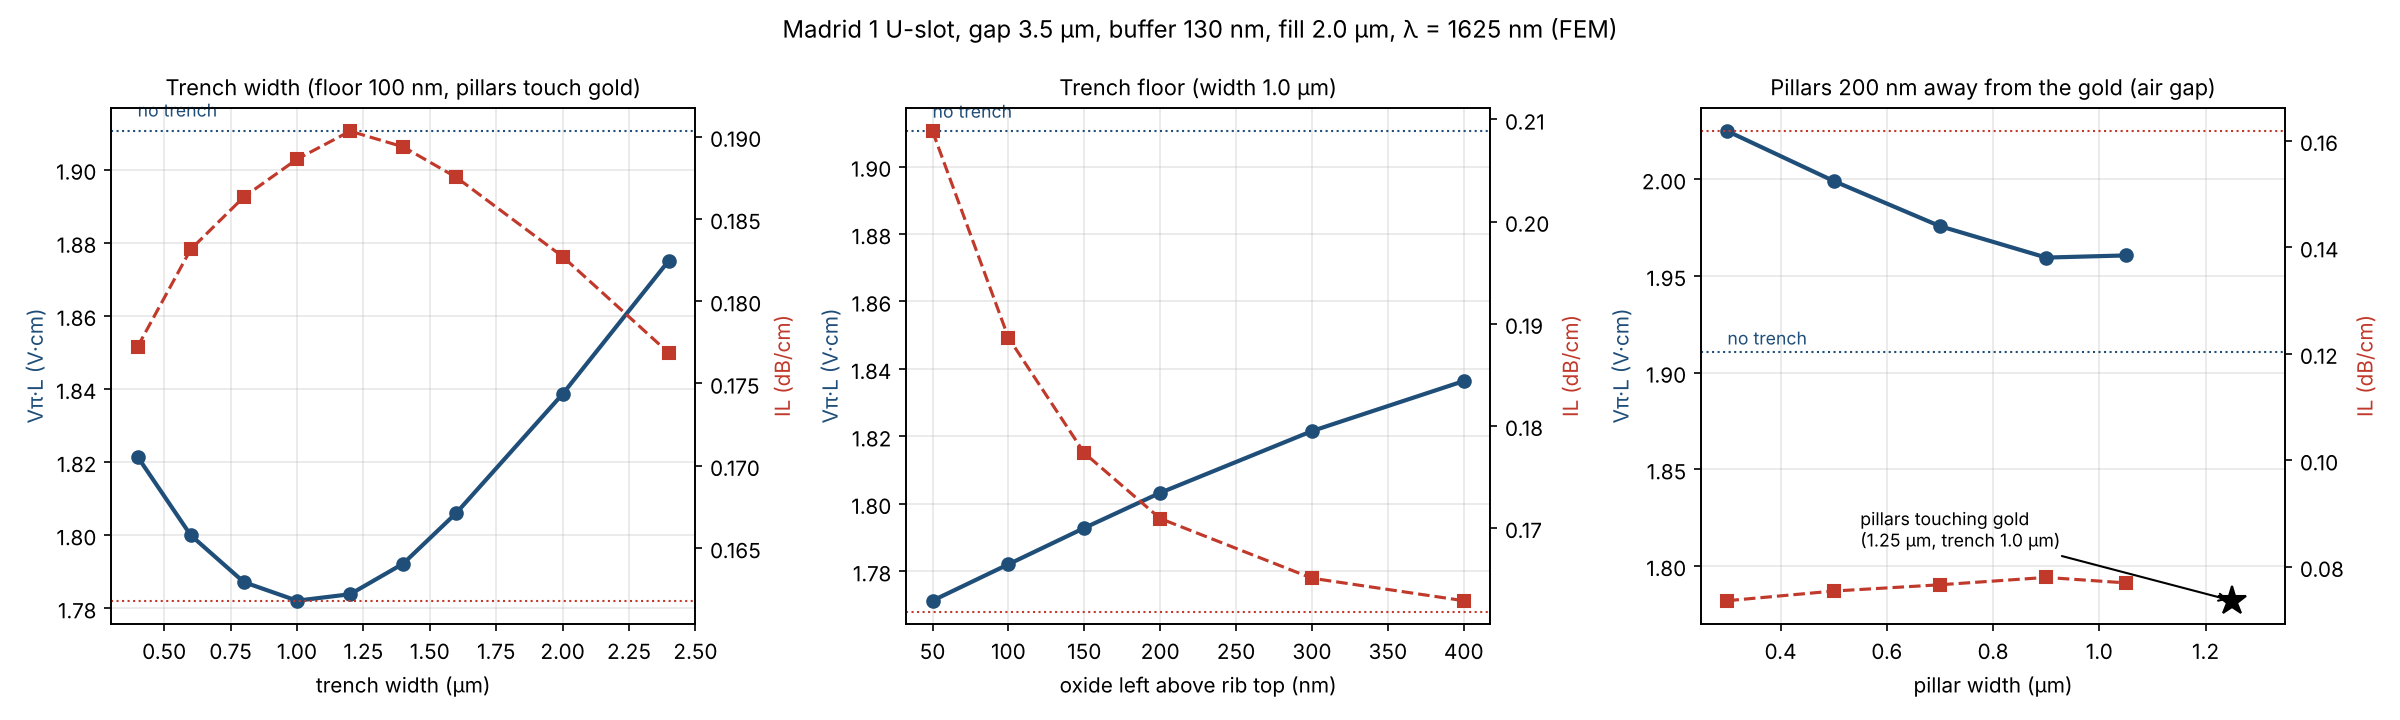 Madrid 1 U-slot, gap 3.5 µm, buffer 130 nm, fill 2.0 µm, λ = 1625 nm (FEM)
Trench width (floor 100 nm, pillars touch gold)
no trench
Vπ·L (V·cm)
1.90
1.88
1.86
1.84
1.82
1.80
1.78
0.190
0.185
0.180
0.175
0.170
0.165
IL (dB/cm)
0.50 0.75 1.00 1.25 1.50 1.75 2.00 2.25 2.50
trench width (µm)
Trench floor (width 1.0 µm)
no trench
Vπ·L (V·cm)
1.90
1.88
1.86
1.84
1.82
1.80
1.78
0.21
0.20
0.19
0.18
0.17
IL (dB/cm)
50 100 150 200 250 300 350 400
oxide left above rib top (nm)
Pillars 200 nm away from the gold (air gap)
Vπ·L (V·cm)
2.00
1.95
1.90
1.85
1.80
no trench
pillars touching gold
(1.25 µm, trench 1.0 µm)
0.16
0.14
0.12
0.10
0.08
IL (dB/cm)
0.4 0.6 0.8 1.0 1.2
pillar width (µm)